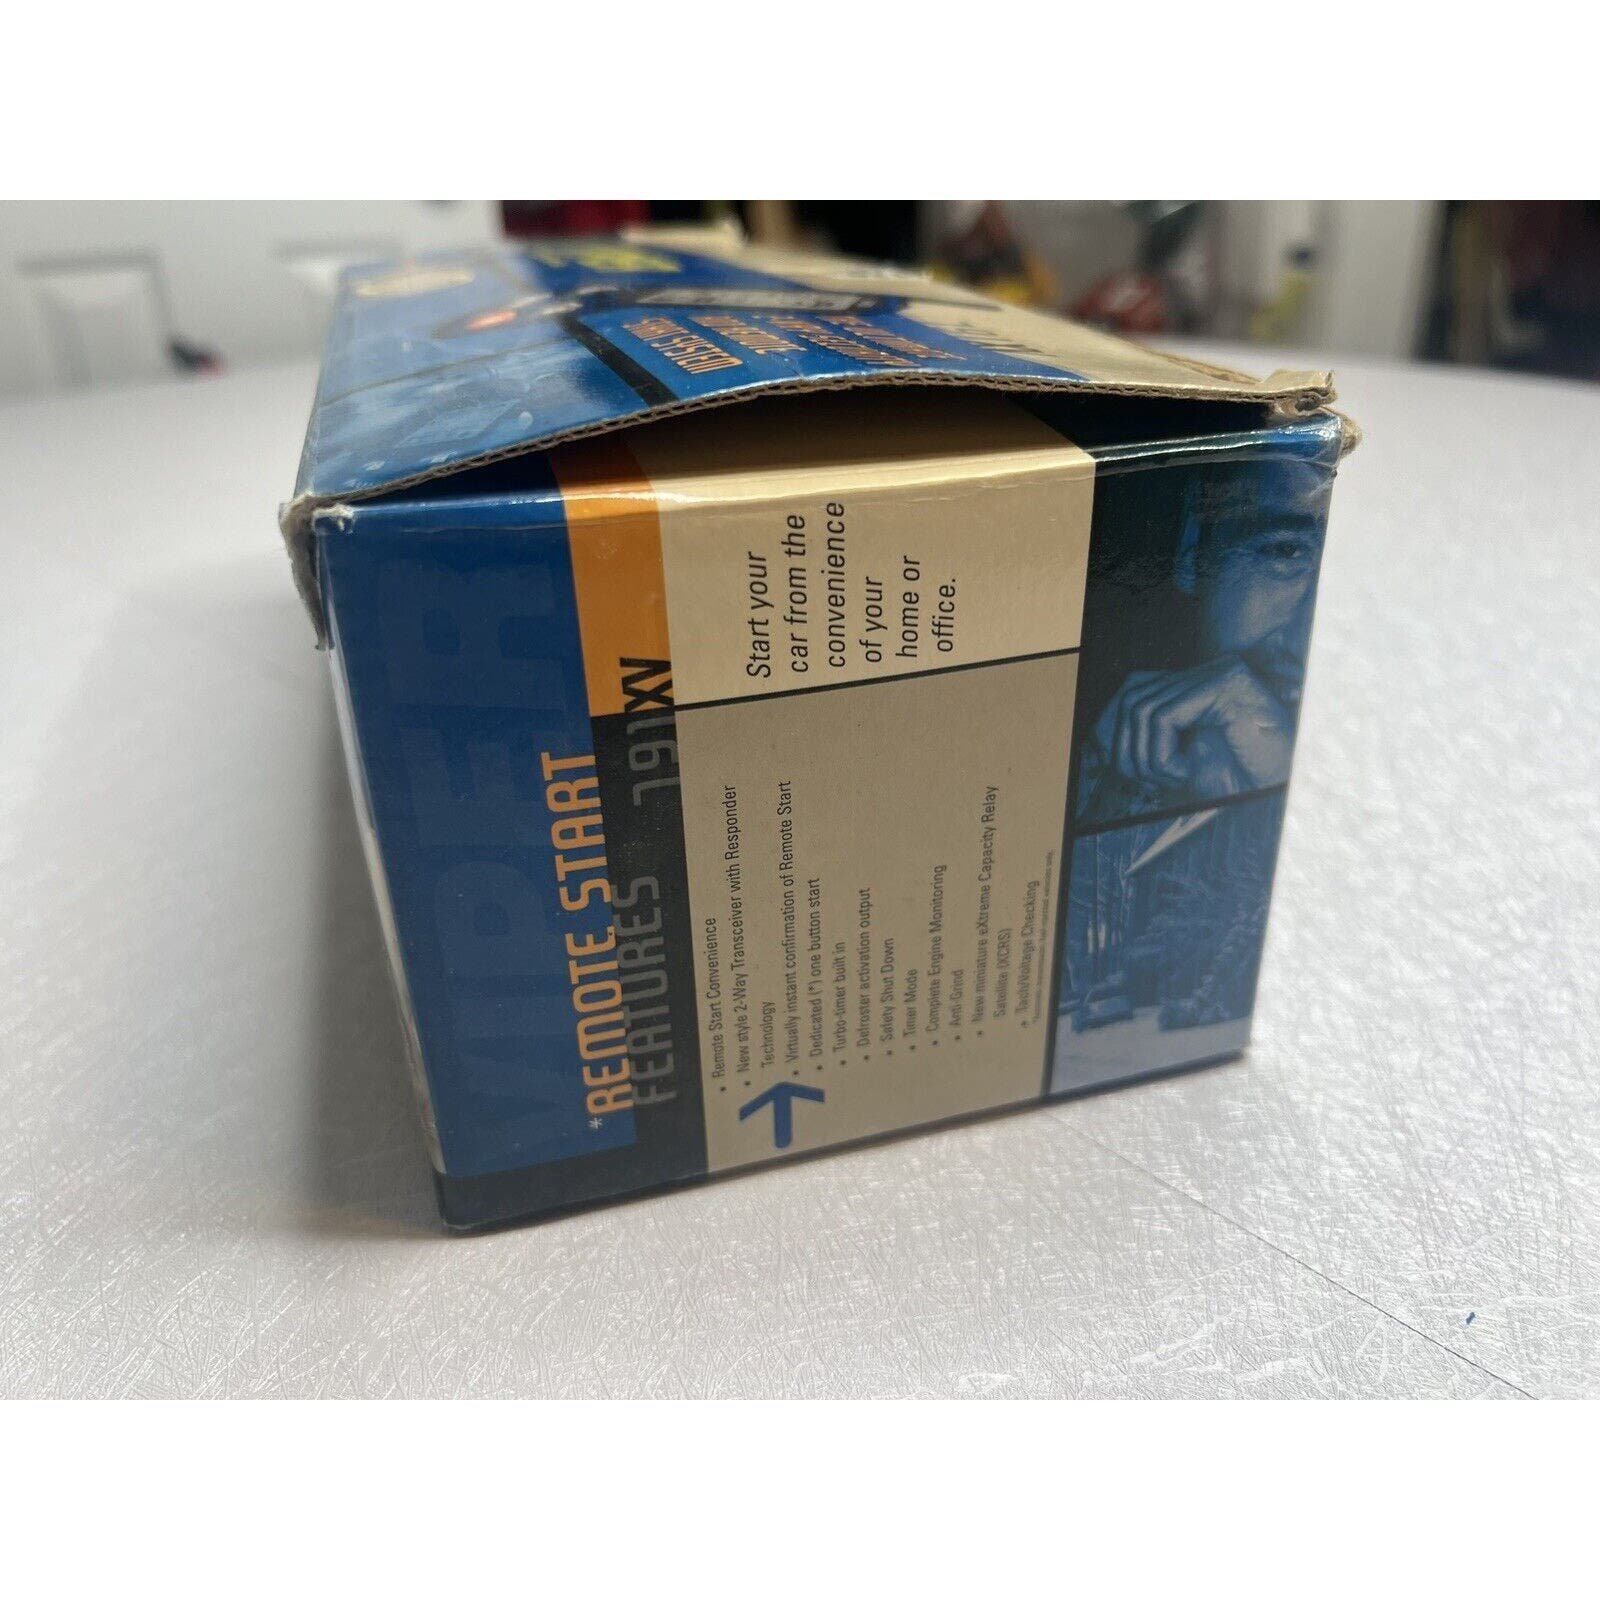 VIPER
*REMOTE START
FEATURES 791XV
Start your
car from the
convenience
of your
home or
office.
• Remote Start Convenience
• New style 2-Way Transceiver with Responder
Technology
• Virtually instant confirmation of Remote Start
• Dedicated (*) one button start
• Turbo-timer built in
• Defroster activation output
• Safety Shut Down
• Timer Mode
• Complete Engine Monitoring
• Anti-Grind
• New miniature eXtreme Capacity Relay
Satellite (XCRS)
• Tach/Voltage Checking
REMOTE
START SYSTEM